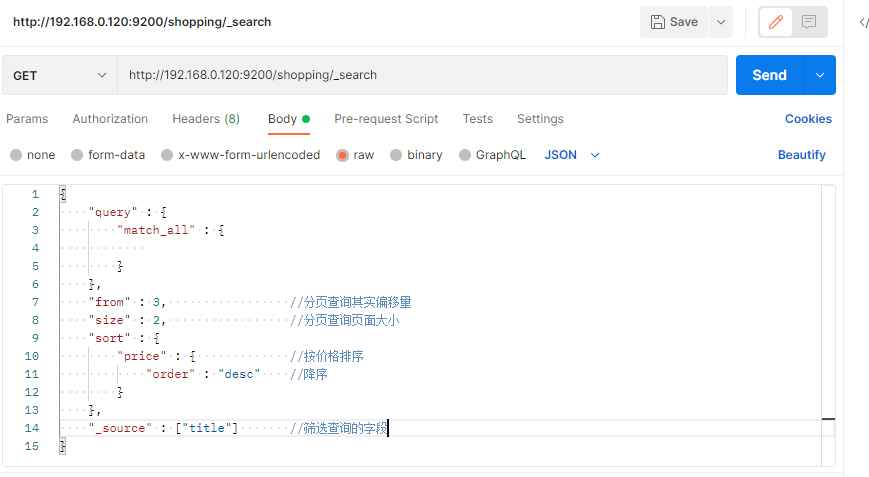 http://192.168.0.120:9200/shopping/_search
Save
GET
http://192.168.0.120:9200/shopping/_search
Send
Params
Authorization
Headers (8)
Body
Pre-request Script
Tests
Settings
Cookies
none
form-data
x-www-form-urlencoded
raw
binary
GraphQL
JSON
Beautify
1 {
2 "query" : {
3 "match_all" : {
4
5 }
6 },
7 "from" : 3, //分页查询其实偏移量
8 "size" : 2, //分页查询页面大小
9 "sort" : {
10 "price" : { //按价格排序
11 "order" : "desc" //降序
12 }
13 },
14 "_source" : ["title"] //筛选查询的字段
15 }